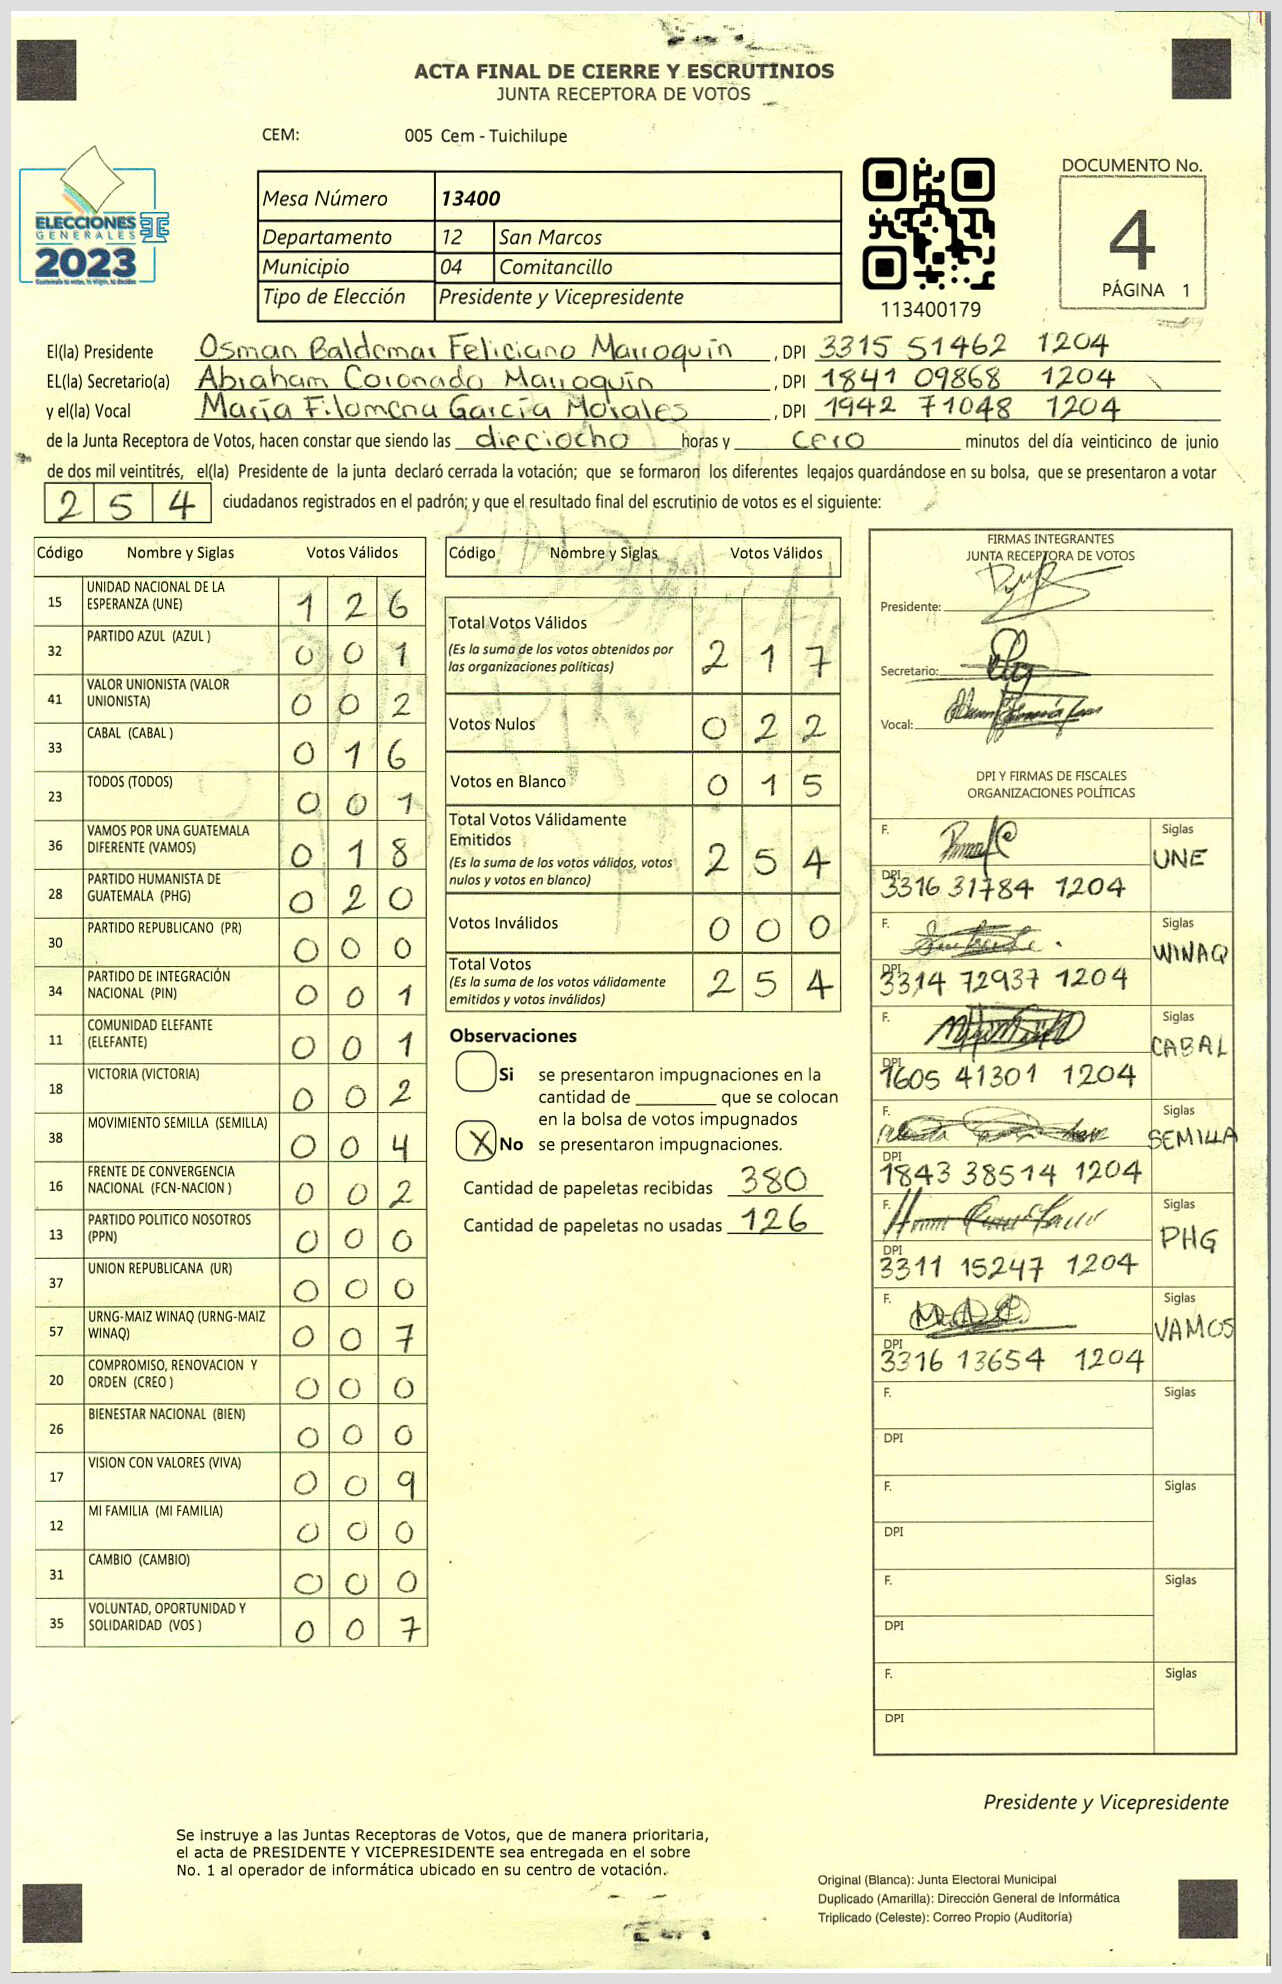 ACTA FINAL DE CIERRE Y ESCRUTINIOS
JUNTA RECEPTORA DE VOTOS
CEM: 005 Cem - Tuichilupe
ELECCIONES
GENERALES
2023
Mesa Número 13400
Departamento 12 San Marcos
Municipio 04 Comitancillo
Tipo de Elección Presidente y Vicepresidente
113400179
DOCUMENTO No.
4
PÁGINA 1
El(la) Presidente Osman Baldemar Feliciano Marroquín, DPI 3315 51462 1204
EL(la) Secretario(a) Abraham Coronado Marroquín, DPI 1841 09868 1204
y el(la) Vocal María Filomena García Morales, DPI 1942 71048 1204
de la Junta Receptora de Votos, hacen constar que siendo las dieciocho horas y cero minutos del día veinticinco de junio
de dos mil veintitrés, el(la) Presidente de la junta declaró cerrada la votación; que se formaron los diferentes legajos quardándose en su bolsa, que se presentaron a votar
254 ciudadanos registrados en el padrón; y que el resultado final del escrutinio de votos es el siguiente:
Código Nombre y Siglas Votos Válidos
15 UNIDAD NACIONAL DE LA ESPERANZA (UNE) 1 2 6
32 PARTIDO AZUL (AZUL ) 0 0 1
41 VALOR UNIONISTA (VALOR UNIONISTA) 0 0 2
33 CABAL (CABAL ) 0 1 6
23 TODOS (TODOS) 0 0 1
36 VAMOS POR UNA GUATEMALA DIFERENTE (VAMOS) 0 1 8
28 PARTIDO HUMANISTA DE GUATEMALA (PHG) 0 2 0
30 PARTIDO REPUBLICANO (PR) 0 0 0
34 PARTIDO DE INTEGRACIÓN NACIONAL (PIN) 0 0 1
11 COMUNIDAD ELEFANTE (ELEFANTE) 0 0 1
18 VICTORIA (VICTORIA) 0 0 2
38 MOVIMIENTO SEMILLA (SEMILLA) 0 0 4
16 FRENTE DE CONVERGENCIA NACIONAL (FCN-NACION ) 0 0 2
13 PARTIDO POLITICO NOSOTROS (PPN) 0 0 0
37 UNION REPUBLICANA (UR) 0 0 0
57 URNG-MAIZ WINAQ (URNG-MAIZ WINAQ) 0 0 7
20 COMPROMISO, RENOVACION Y ORDEN (CREO ) 0 0 0
26 BIENESTAR NACIONAL (BIEN) 0 0 0
17 VISION CON VALORES (VIVA) 0 0 9
12 MI FAMILIA (MI FAMILIA) 0 0 0
31 CAMBIO (CAMBIO) 0 0 0
35 VOLUNTAD, OPORTUNIDAD Y SOLIDARIDAD (VOS ) 0 0 7
Código Nombre y Siglas Votos Válidos
Total Votos Válidos
(Es la suma de los votos obtenidos por
las organizaciones políticas) 2 1 7
Votos Nulos 0 2 2
Votos en Blanco 0 1 5
Total Votos Válidamente
Emitidos
(Es la suma de los votos válidos, votos
nulos y votos en blanco) 2 5 4
Votos Inválidos 0 0 0
Total Votos
(Es la suma de los votos válidamente
emitidos y votos inválidos) 2 5 4
Observaciones
Si se presentaron impugnaciones en la
cantidad de ________ que se colocan
en la bolsa de votos impugnados
X No se presentaron impugnaciones.
Cantidad de papeletas recibidas 380
Cantidad de papeletas no usadas 126
FIRMAS INTEGRANTES
JUNTA RECEPTORA DE VOTOS
Presidente:
Secretario:
Vocal:
DPI Y FIRMAS DE FISCALES
ORGANIZACIONES POLÍTICAS
F. Siglas
UNE
DPI 3316 31784 1204
F. Siglas
WINAQ
DPI 3314 72937 1204
F. Siglas
CABAL
DPI 1605 41301 1204
F. Siglas
SEMILLA
DPI 1843 38514 1204
F. Siglas
PHG
DPI 3311 15247 1204
F. Siglas
VAMOS
DPI 3316 13654 1204
F. Siglas
DPI
F. Siglas
DPI
F. Siglas
DPI
F. Siglas
DPI
Presidente y Vicepresidente
Se instruye a las Juntas Receptoras de Votos, que de manera prioritaria,
el acta de PRESIDENTE Y VICEPRESIDENTE sea entregada en el sobre
No. 1 al operador de informática ubicado en su centro de votación.
Original (Blanca): Junta Electoral Municipal
Duplicado (Amarilla): Dirección General de Informática
Triplicado (Celeste): Correo Propio (Auditoría)